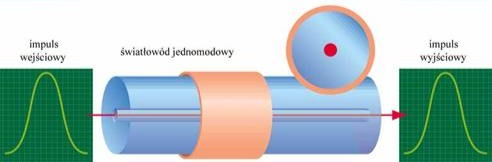 impuls
wejściowy
światłowód jednomodowy
impuls
wyjściowy